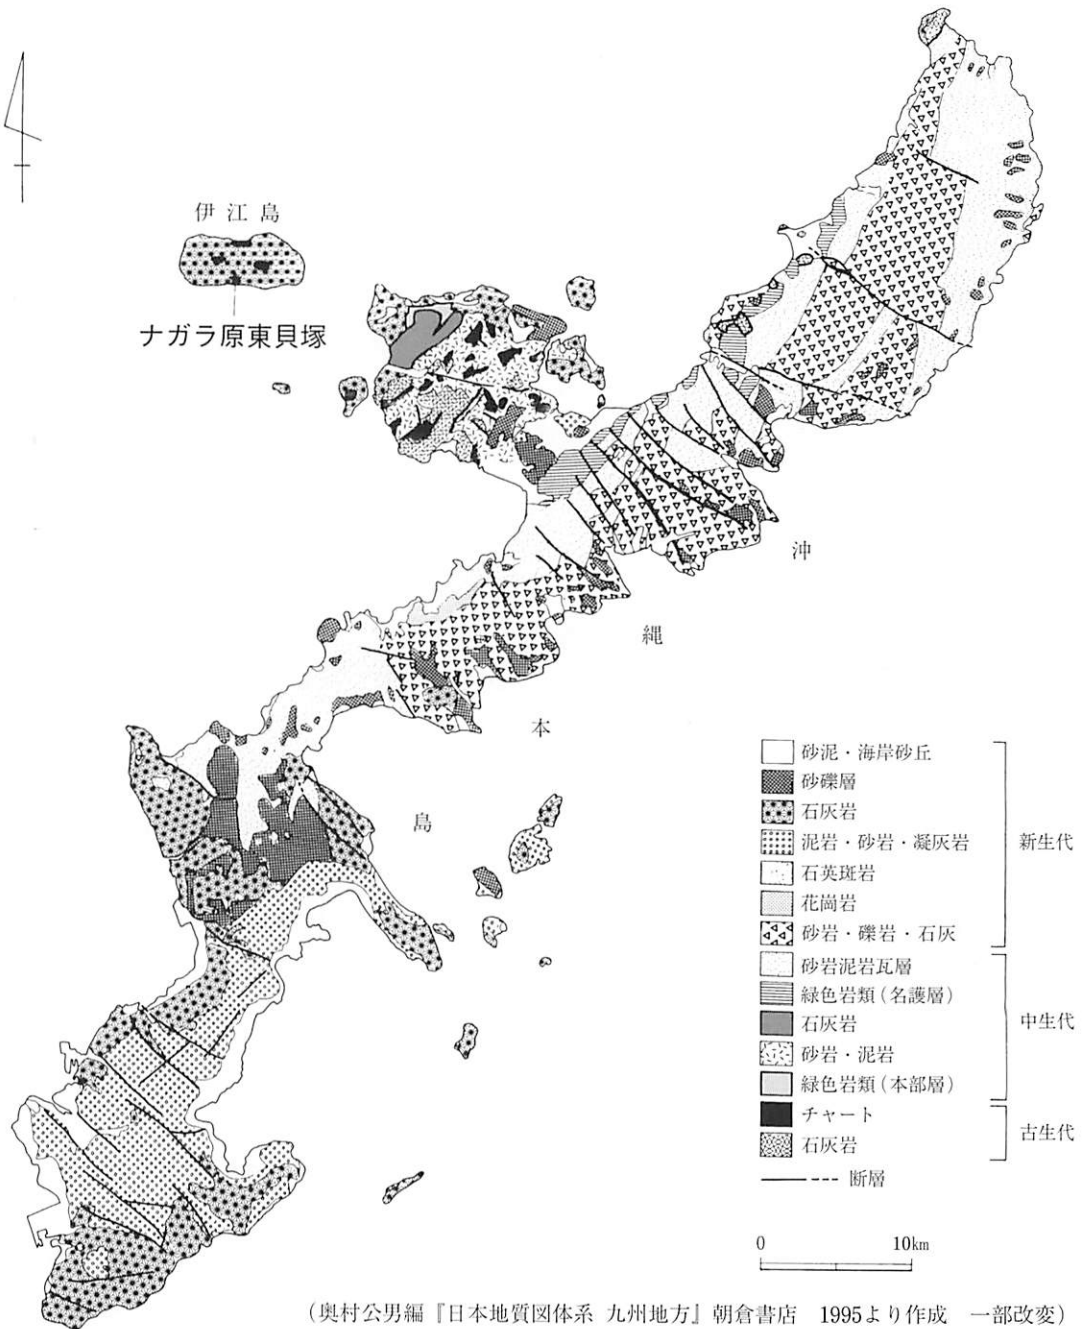 伊江島
ナガラ原東貝塚
沖
縄
本
島
砂泥・海岸砂丘
砂礫層
石灰岩
泥岩・砂岩・凝灰岩
石英斑岩
花崗岩
砂岩・礫岩・石灰
新生代
砂岩泥岩瓦層
緑色岩類(名護層)
石灰岩
砂岩・泥岩
緑色岩類(本部層)
中生代
チャート
石灰岩
古生代
断層
0 10km
(奥村公男編『日本地質図体系 九州地方』朝倉書店 1995より作成 一部改変)